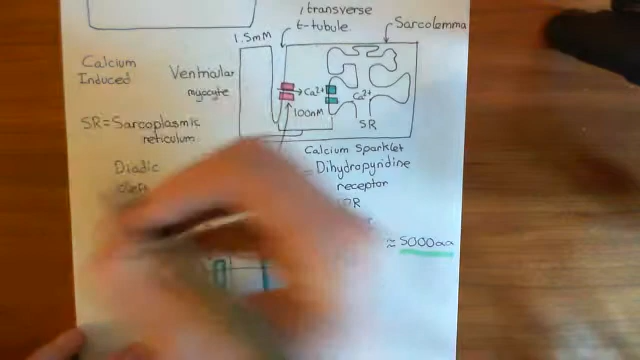 transverse
t-tubule.
Sarcolemma
1.5mM
Calcium
Induced
Ventricular
myocyte
Ca²⁺
Ca²⁺
100nM
SR
SR = Sarcoplasmic
reticulum
Calcium Sparklet
= Dihydropyridine
receptor
Diadic
≈ 5000aa